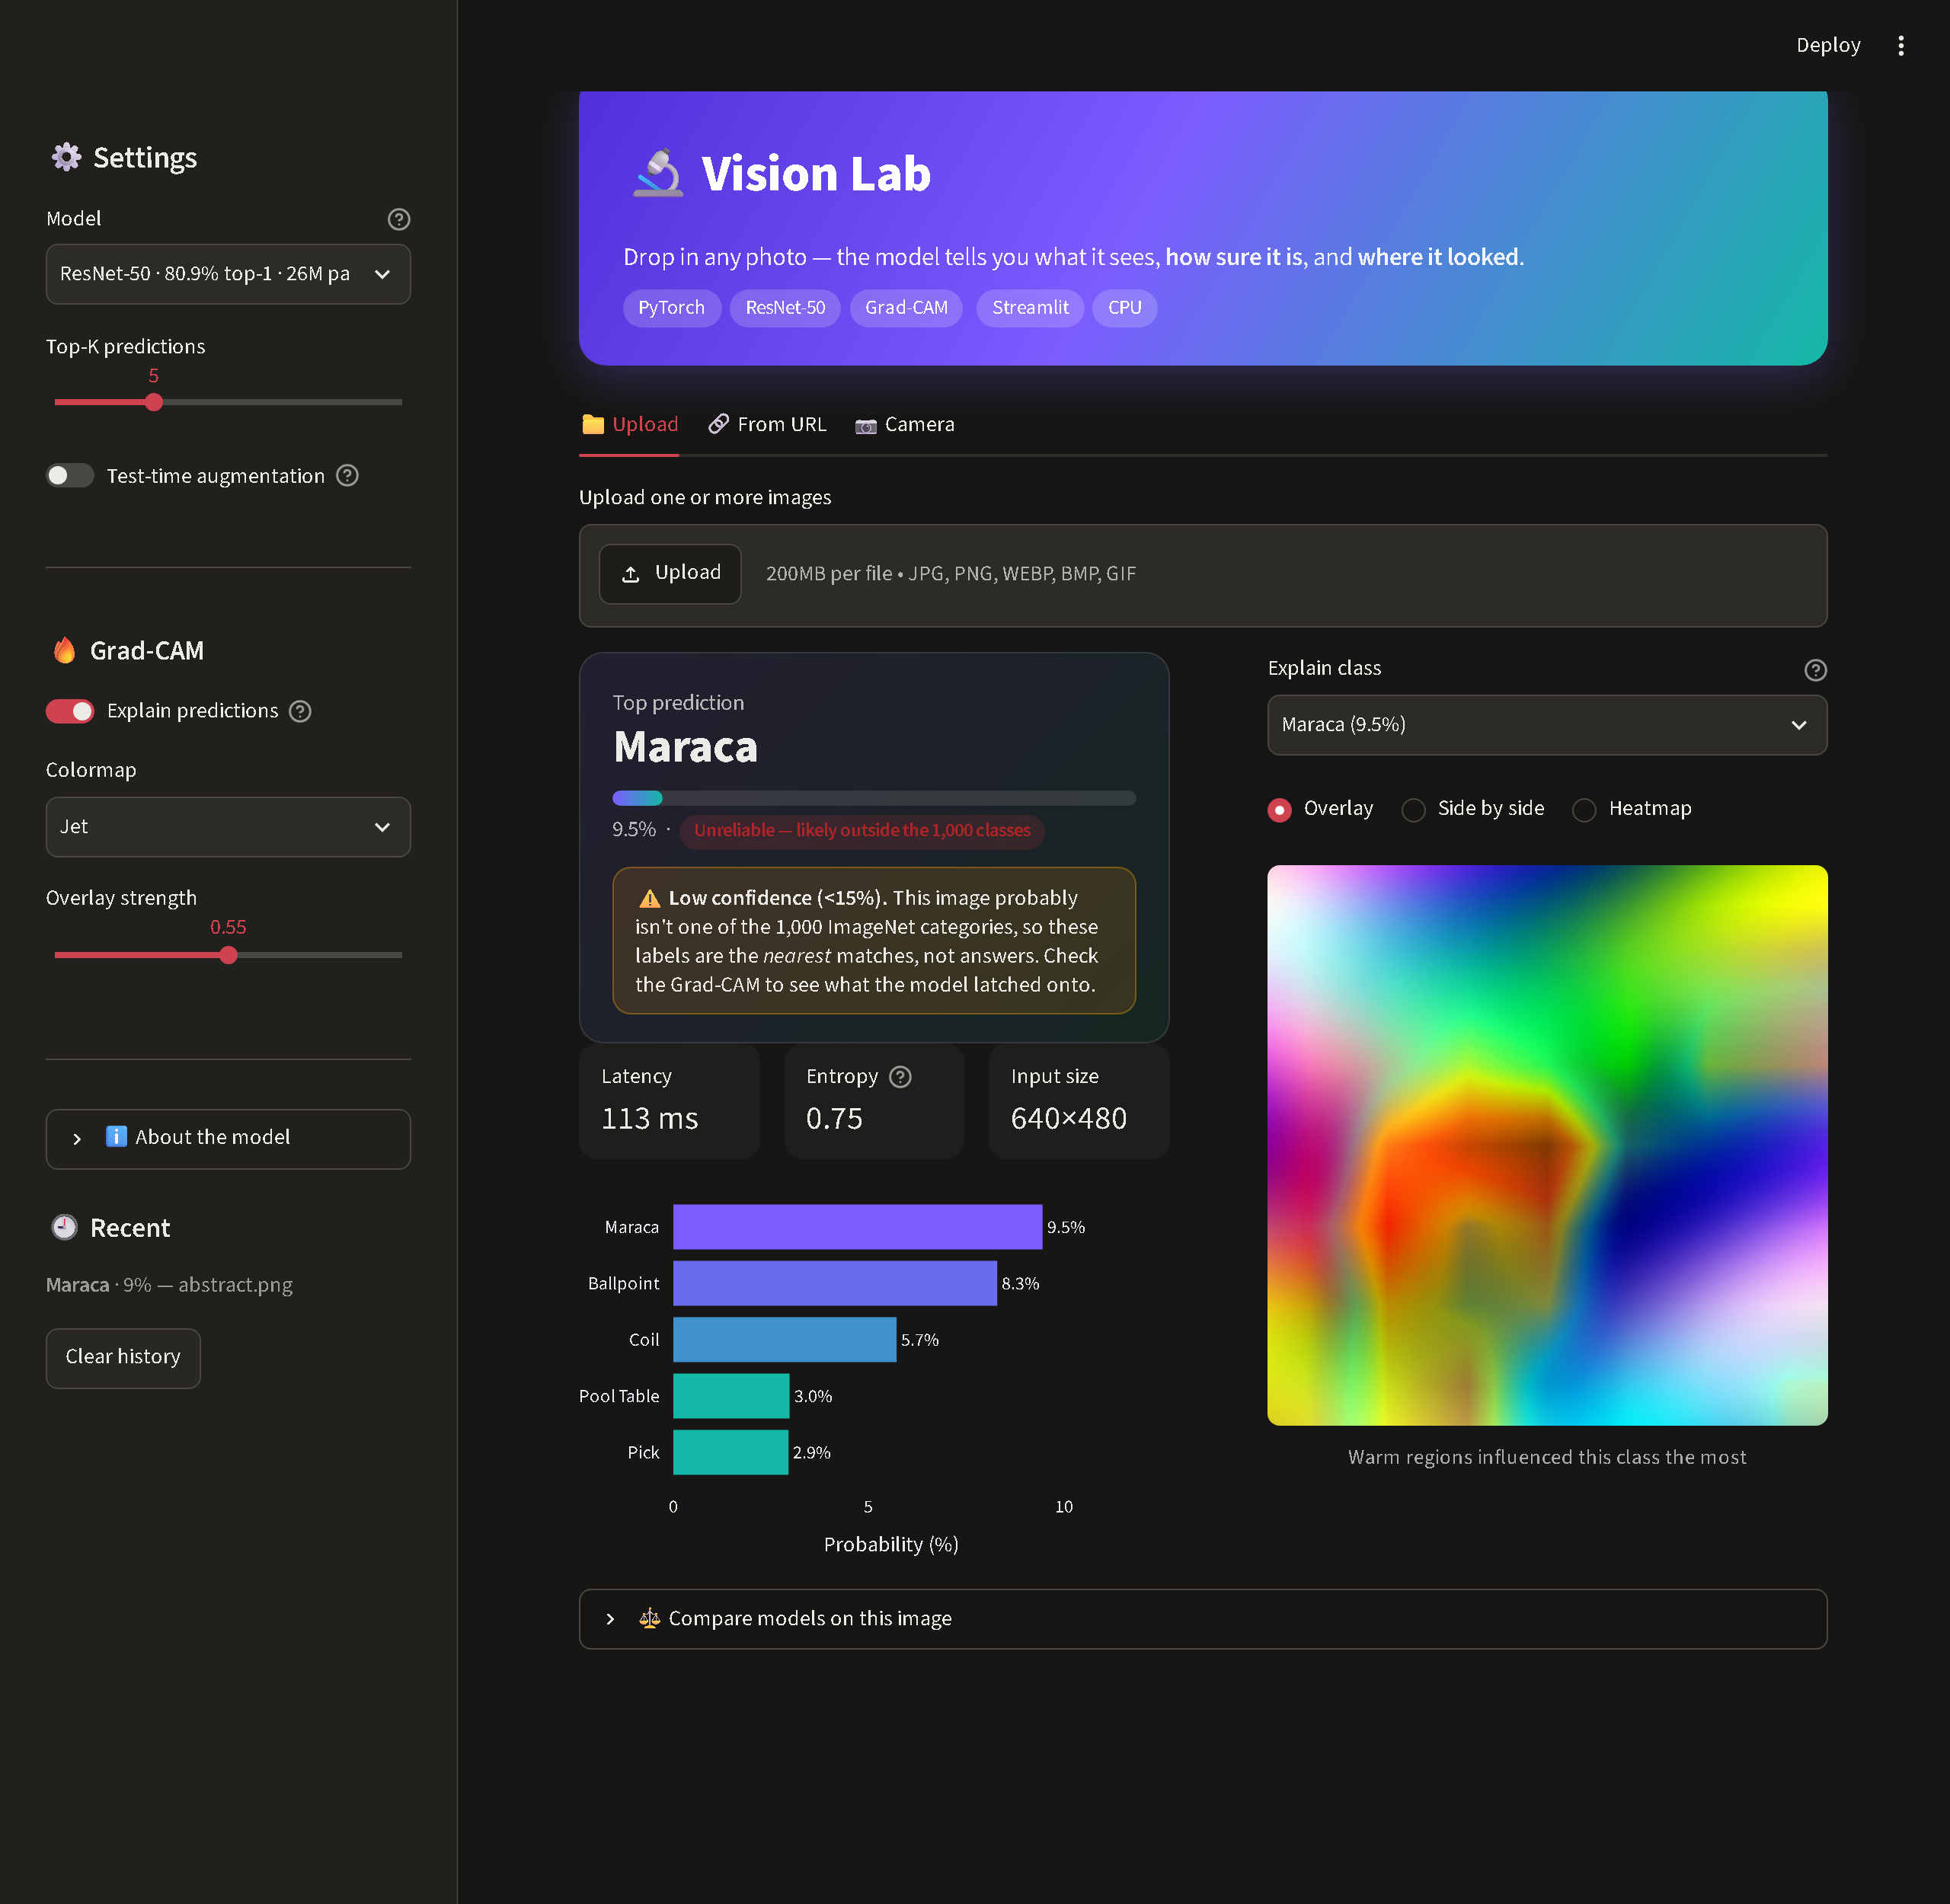 Deploy
Settings
Model
ResNet-50 · 80.9% top-1 · 26M pa
Top-K predictions
5
Test-time augmentation
Grad-CAM
Explain predictions
Colormap
Jet
Overlay strength
0.55
About the model
Recent
Maraca · 9% — abstract.png
Clear history
Vision Lab
Drop in any photo — the model tells you what it sees, how sure it is, and where it looked.
PyTorch ResNet-50 Grad-CAM Streamlit CPU
Upload From URL Camera
Upload one or more images
Upload 200MB per file • JPG, PNG, WEBP, BMP, GIF
Top prediction
Maraca
9.5% · Unreliable — likely outside the 1,000 classes
Low confidence (<15%). This image probably
isn't one of the 1,000 ImageNet categories, so these
labels are the nearest matches, not answers. Check
the Grad-CAM to see what the model latched onto.
Latency Entropy Input size
113 ms 0.75 640×480
Maraca 9.5%
Ballpoint 8.3%
Coil 5.7%
Pool Table 3.0%
Pick 2.9%
0 5 10
Probability (%)
Explain class
Maraca (9.5%)
Overlay Side by side Heatmap
Warm regions influenced this class the most
Compare models on this image